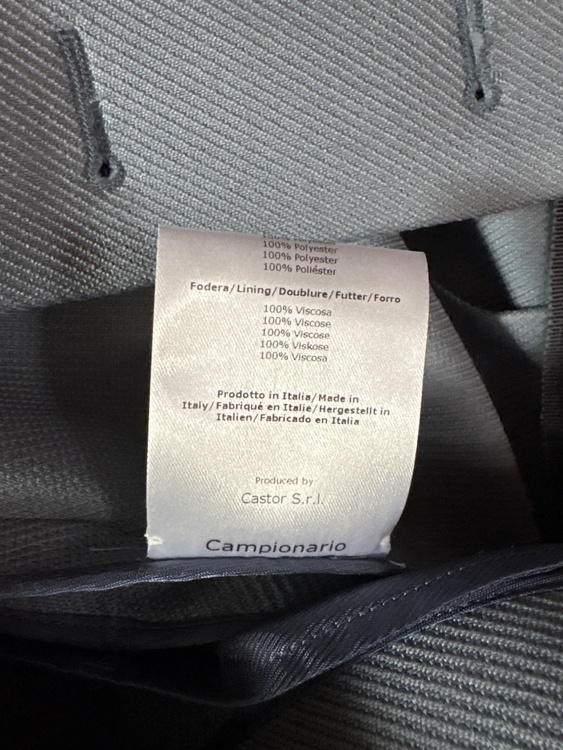 100% Polyester
100% Polyester
100% Poliéster
Fodera/Lining/Doublure/Futter/Forro
100% Viscosa
100% Viscose
100% Viscose
100% Viskose
100% Viscosa
Prodotto in Italia/Made in
Italy/Fabriqué en Italie/Hergestellt in
Italien/Fabricado en Italia
Produced by
Castor S.r.l.
Campionario